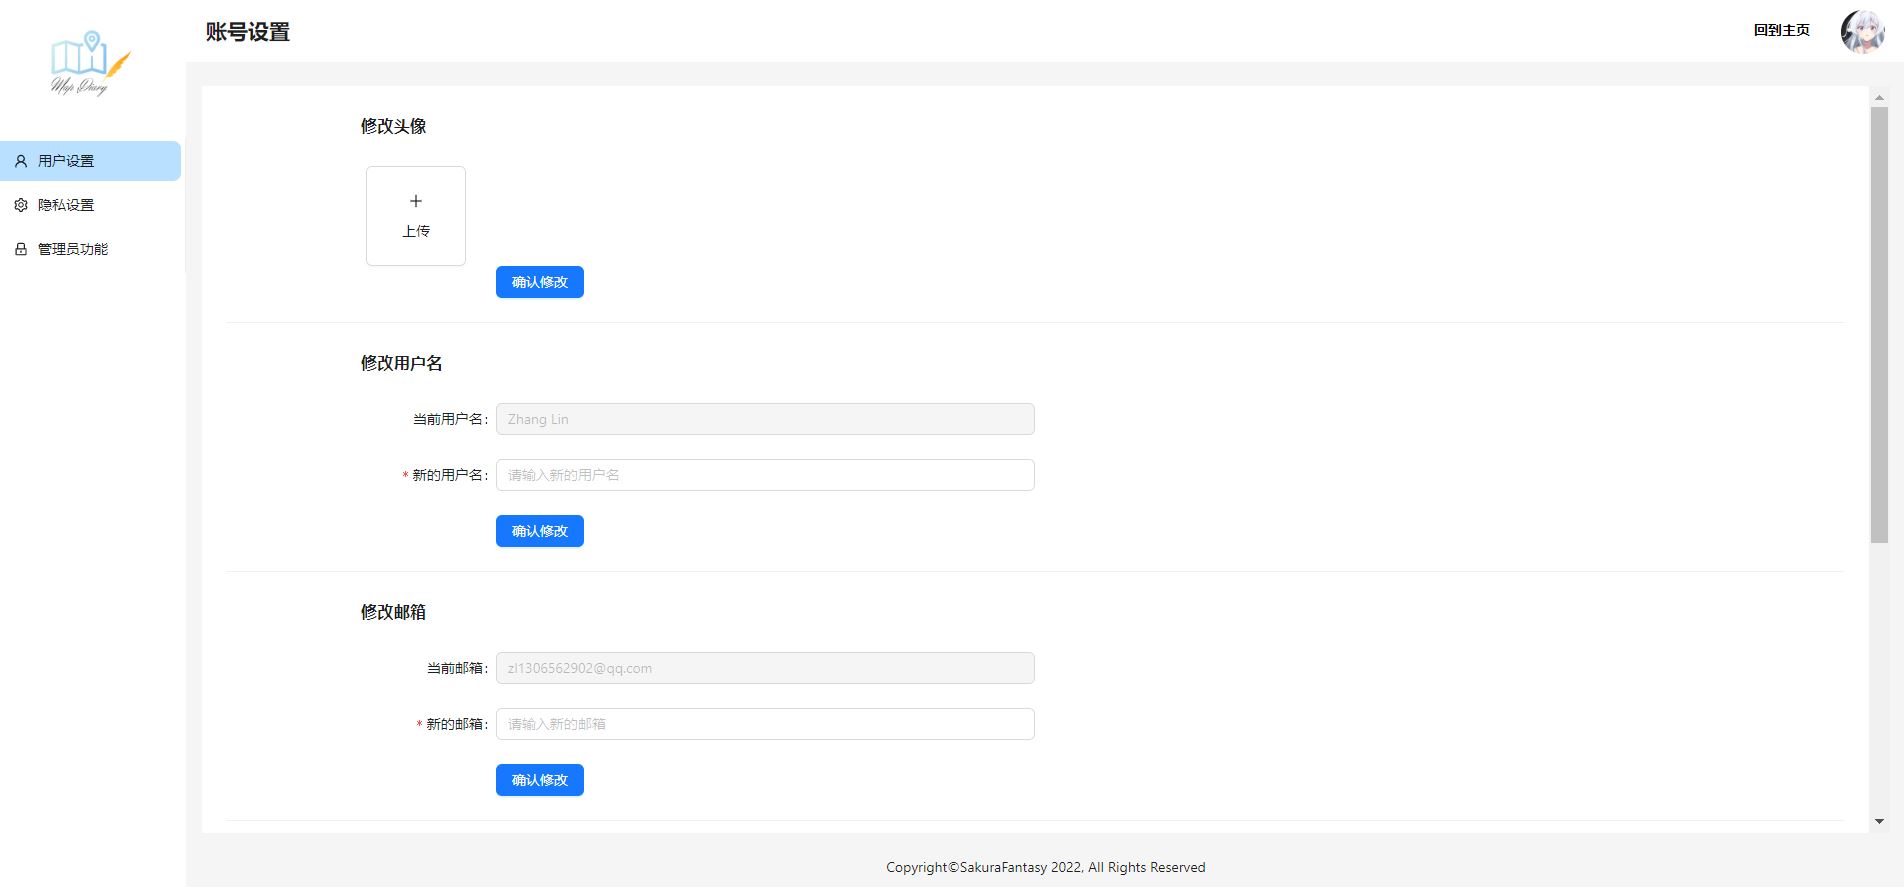 Map Diary
账号设置
回到主页
用户设置
隐私设置
管理员功能
修改头像
上传
确认修改
修改用户名
当前用户名:
Zhang Lin
* 新的用户名:
请输入新的用户名
确认修改
修改邮箱
当前邮箱:
zl1306562902@qq.com
* 新的邮箱:
请输入新的邮箱
确认修改
Copyright©SakuraFantasy 2022, All Rights Reserved